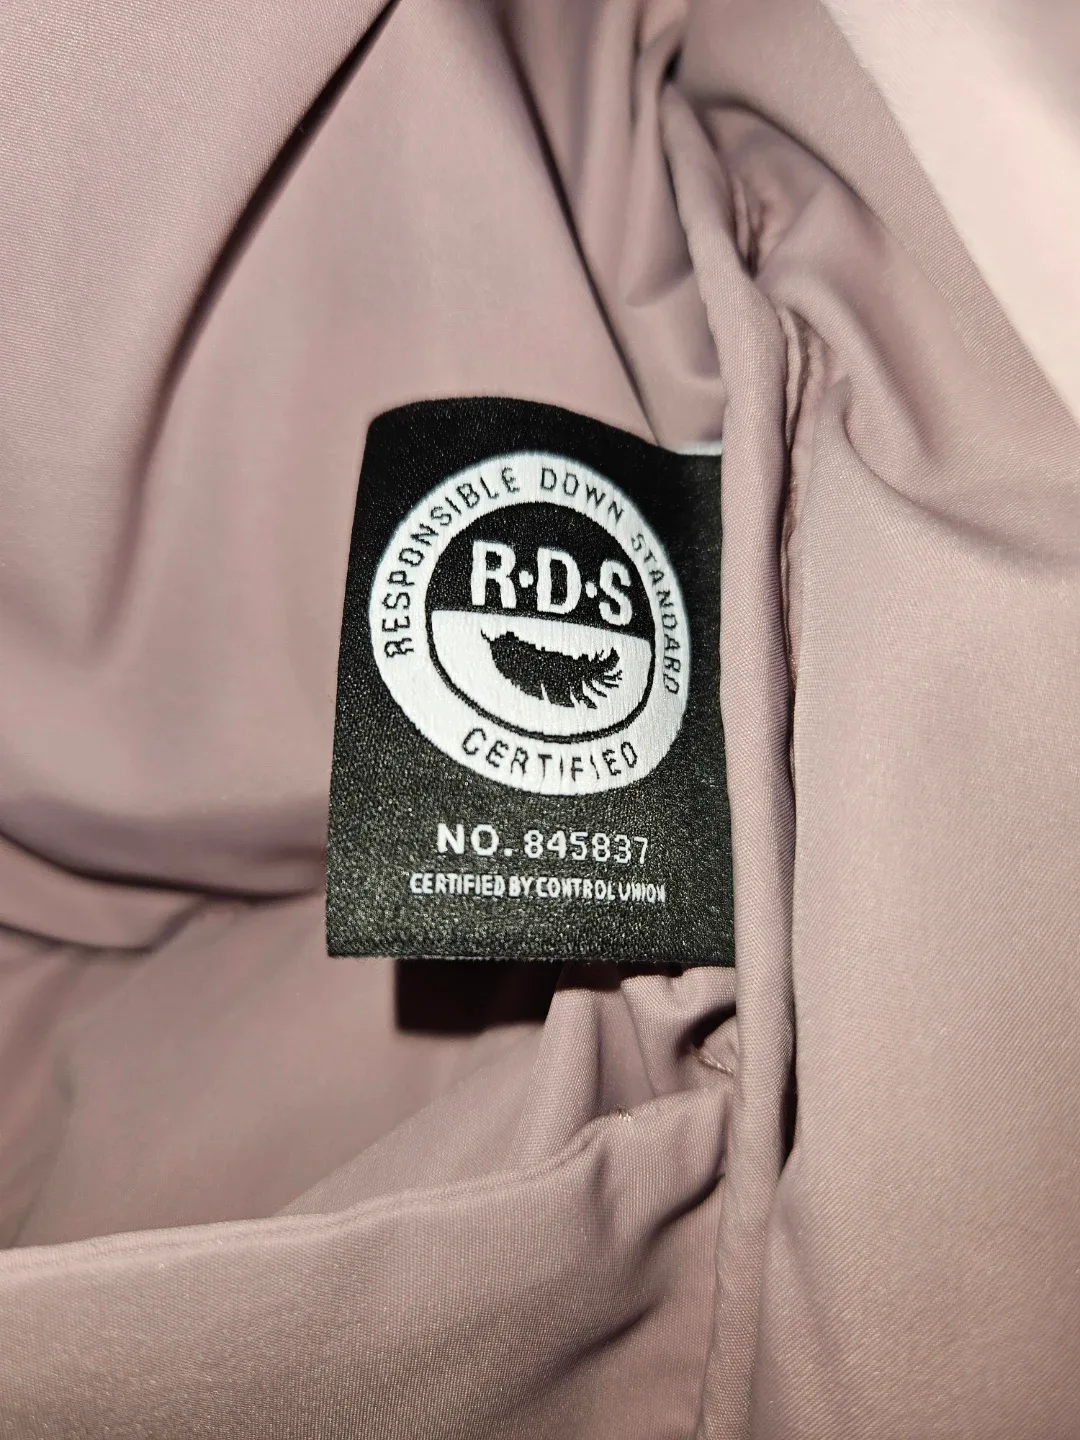 RESPONSIBLE DOWN STANDARD
R·D·S
CERTIFIED
NO. 845837
CERTIFIED BY CONTROL UNION